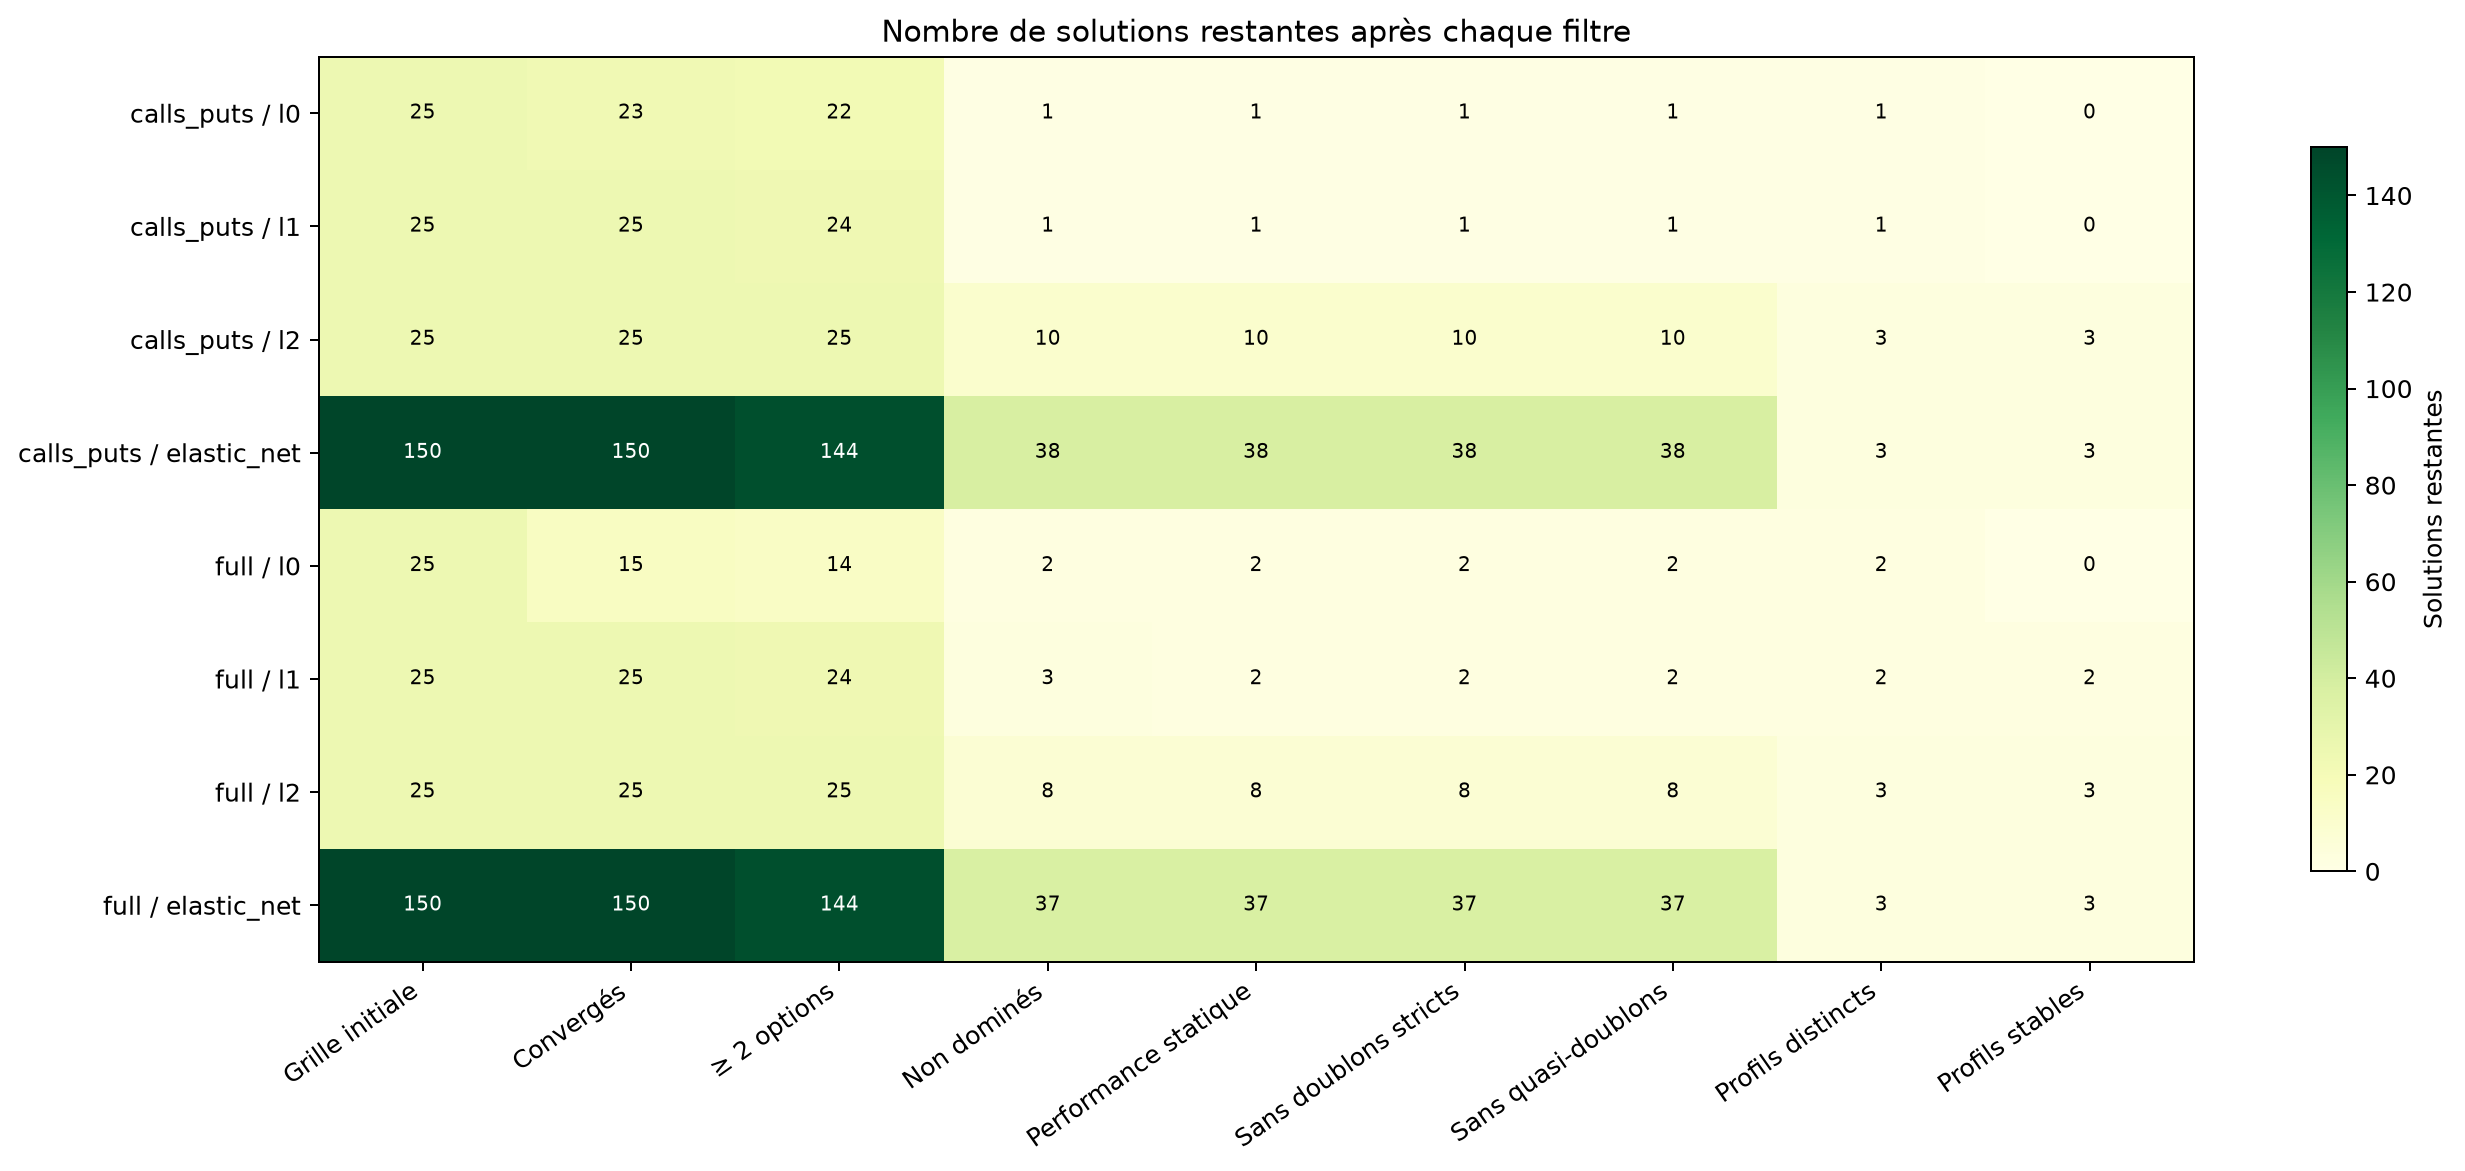 Nombre de solutions restantes après chaque filtre
calls_puts / l0 25 23 22 1 1 1 1 1 0
calls_puts / l1 25 25 24 1 1 1 1 1 0
calls_puts / l2 25 25 25 10 10 10 10 3 3
calls_puts / elastic_net 150 150 144 38 38 38 38 3 3
full / l0 25 15 14 2 2 2 2 2 0
full / l1 25 25 24 3 2 2 2 2 2
full / l2 25 25 25 8 8 8 8 3 3
full / elastic_net 150 150 144 37 37 37 37 3 3
Grille initiale
Convergés
≥ 2 options
Non dominés
Performance statique
Sans doublons stricts
Sans quasi-doublons
Profils distincts
Profils stables
140
120
100
80
60
40
20
0
Solutions restantes